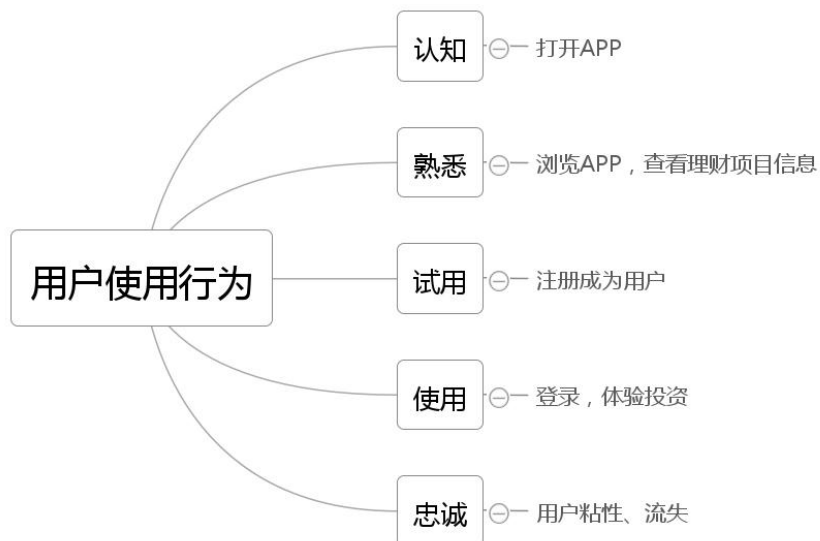 用户使用行为
认知
打开APP
熟悉
浏览APP，查看理财项目信息
试用
注册成为用户
使用
登录，体验投资
忠诚
用户粘性、流失